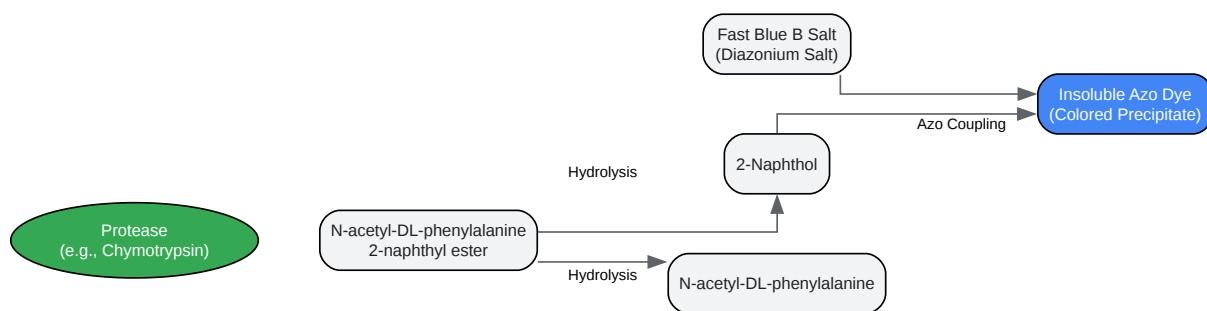 Fast Blue B Salt
(Diazonium Salt)
Insoluble Azo Dye
(Colored Precipitate)
Azo Coupling
2-Naphthol
Hydrolysis
Protease
(e.g., Chymotrypsin)
N-acetyl-DL-phenylalanine
2-naphthyl ester
Hydrolysis
N-acetyl-DL-phenylalanine